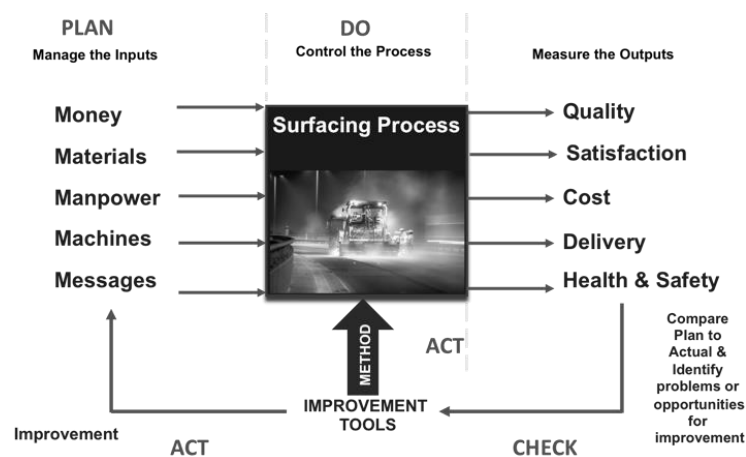 PLAN
Manage the Inputs
DO
Control the Process
Measure the Outputs
Money
Materials
Manpower
Machines
Messages
Surfacing Process
Quality
Satisfaction
Cost
Delivery
Health & Safety
METHOD
ACT
IMPROVEMENT
TOOLS
Compare
Plan to
Actual &
Identify
problems or
opportunities
for
improvement
Improvement
ACT
CHECK